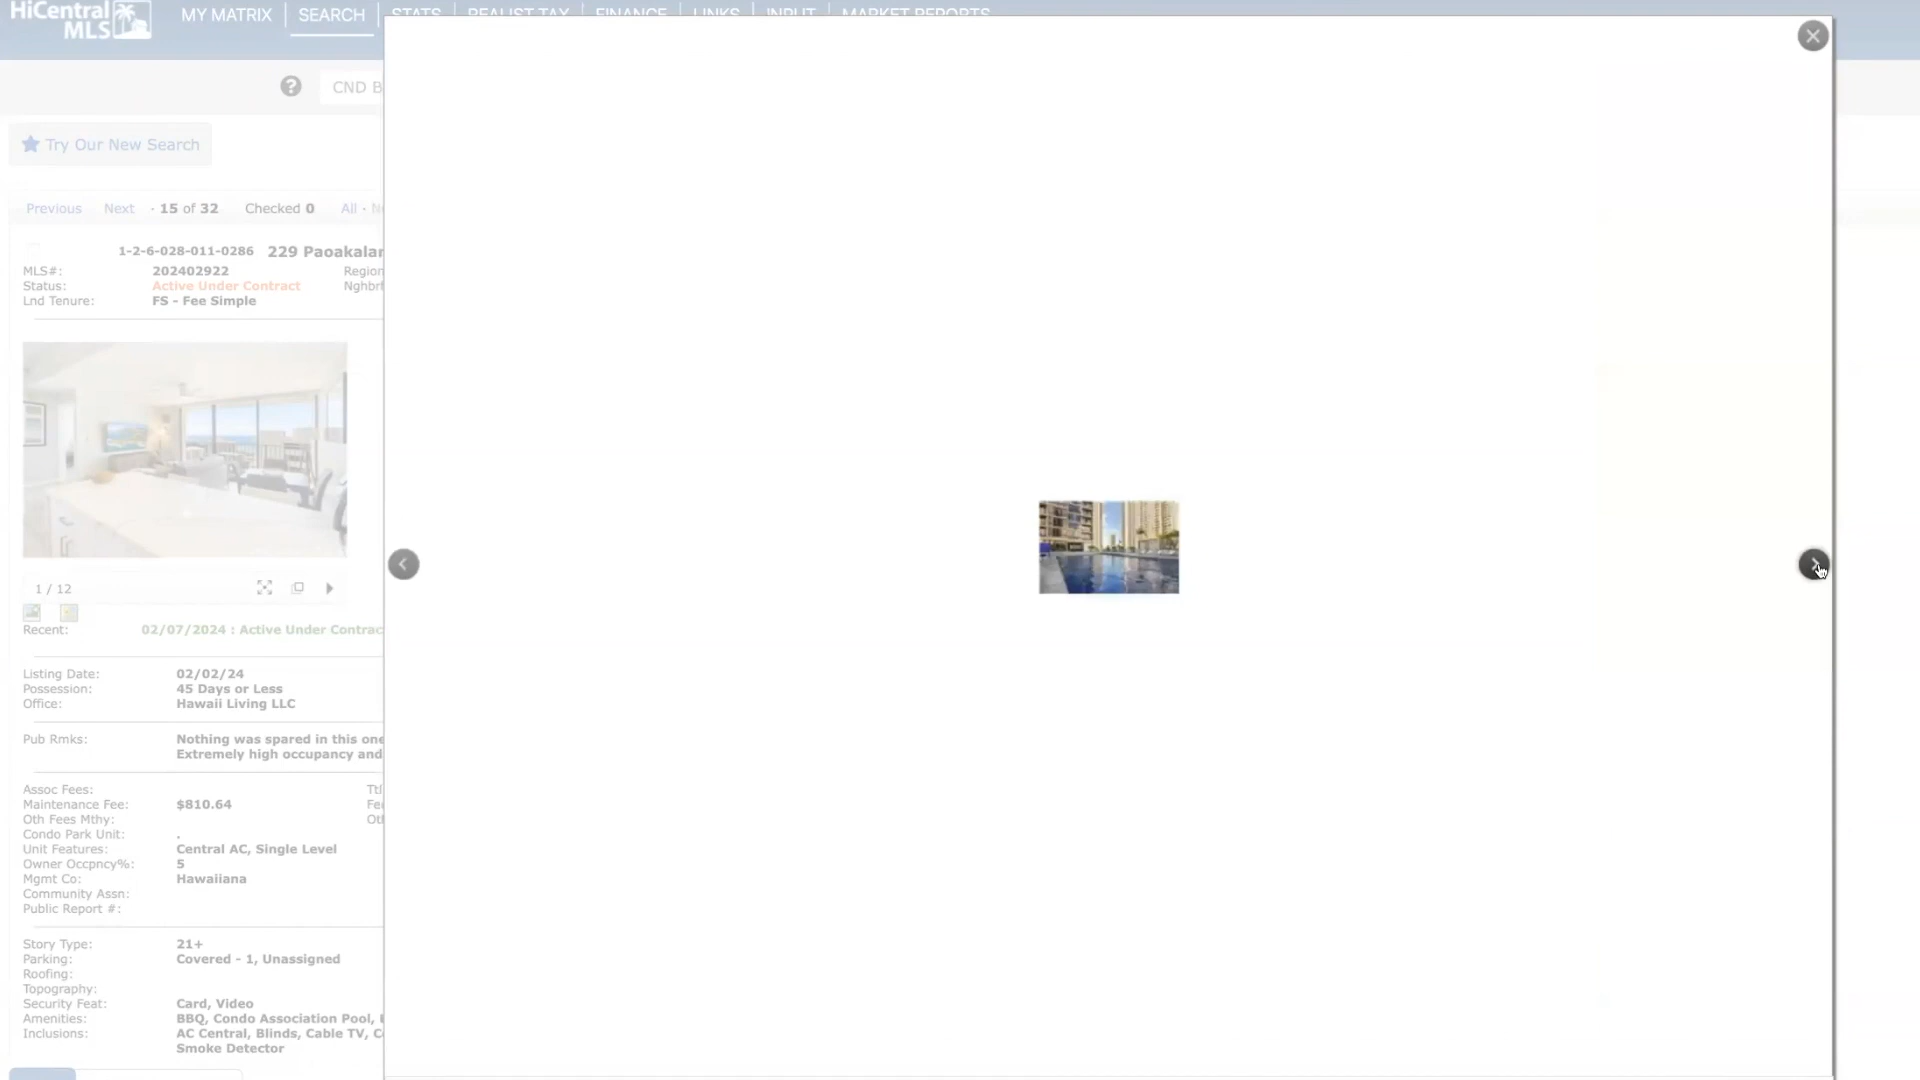 HiCentral
MLS
MY MATRIX SEARCH STATS REALIST TAX FINANCE LINKS INPUT MARKET REPORTS
CND B
Try Our New Search
Previous Next · 15 of 32 Checked 0 All ·
1-2-6-028-011-0286 229 Paoakalan
MLS#: 202402922 Region
Status: Active Under Contract Nghbrh
Lnd Tenure: FS - Fee Simple
1 / 12
Recent: 02/07/2024 : Active Under Contrac
Listing Date: 02/02/24
Possession: 45 Days or Less
Office: Hawaii Living LLC
Pub Rmks: Nothing was spared in this one
Extremely high occupancy and
Assoc Fees: Ttl
Maintenance Fee: $810.64 Fe
Oth Fees Mthy: Ot
Condo Park Unit: .
Unit Features: Central AC, Single Level
Owner Occpncy%: 5
Mgmt Co: Hawaiiana
Community Assn:
Public Report #:
Story Type: 21+
Parking: Covered - 1, Unassigned
Roofing:
Topography:
Security Feat: Card, Video
Amenities: BBQ, Condo Association Pool,
Inclusions: AC Central, Blinds, Cable TV, C
Smoke Detector